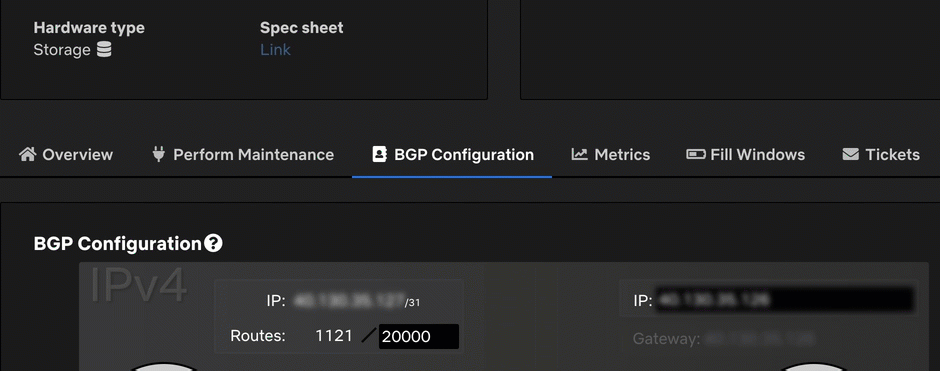 Hardware type
Spec sheet
Storage
Link
Overview
Perform Maintenance
BGP Configuration
Metrics
Fill Windows
Tickets
BGP Configuration
IPv4
IP: /31
IP:
Routes: 1121 / 20000
Gateway: